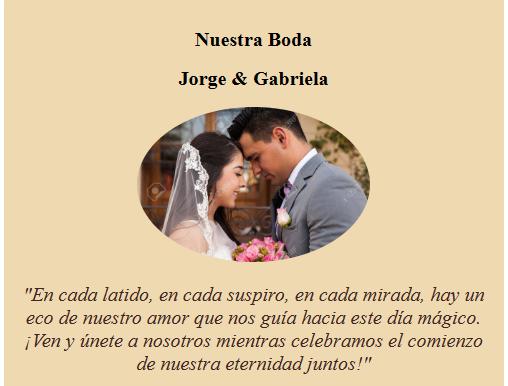 Nuestra Boda
Jorge & Gabriela
"En cada latido, en cada suspiro, en cada mirada, hay un
eco de nuestro amor que nos guía hacia este día mágico.
¡Ven y únete a nosotros mientras celebramos el comienzo
de nuestra eternidad juntos!"